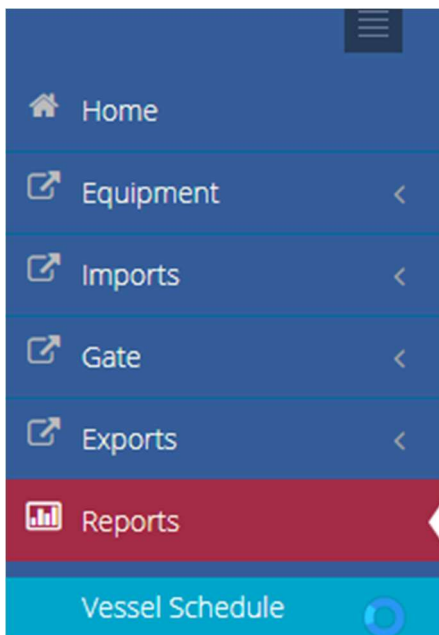 Home
Equipment
Imports
Gate
Exports
Reports
Vessel Schedule